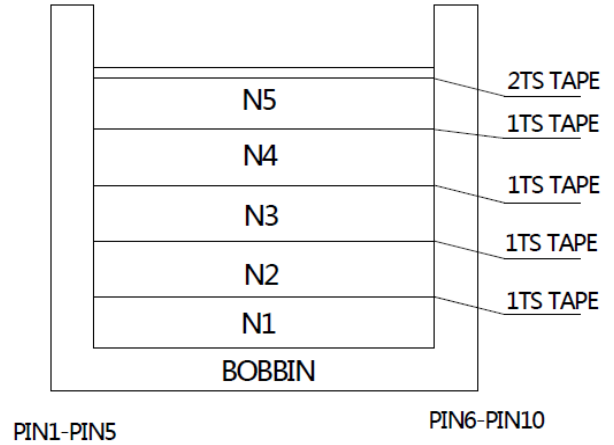 2TS TAPE
N5
1TS TAPE
N4
1TS TAPE
N3
1TS TAPE
N2
1TS TAPE
N1
BOBBIN
PIN1-PIN5
PIN6-PIN10